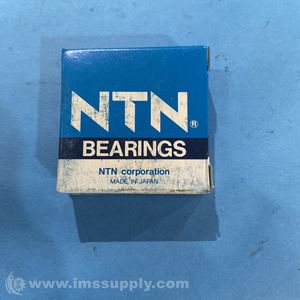 NTN®
BEARINGS
NTN corporation
MADE IN JAPAN
© www.imssupply.com